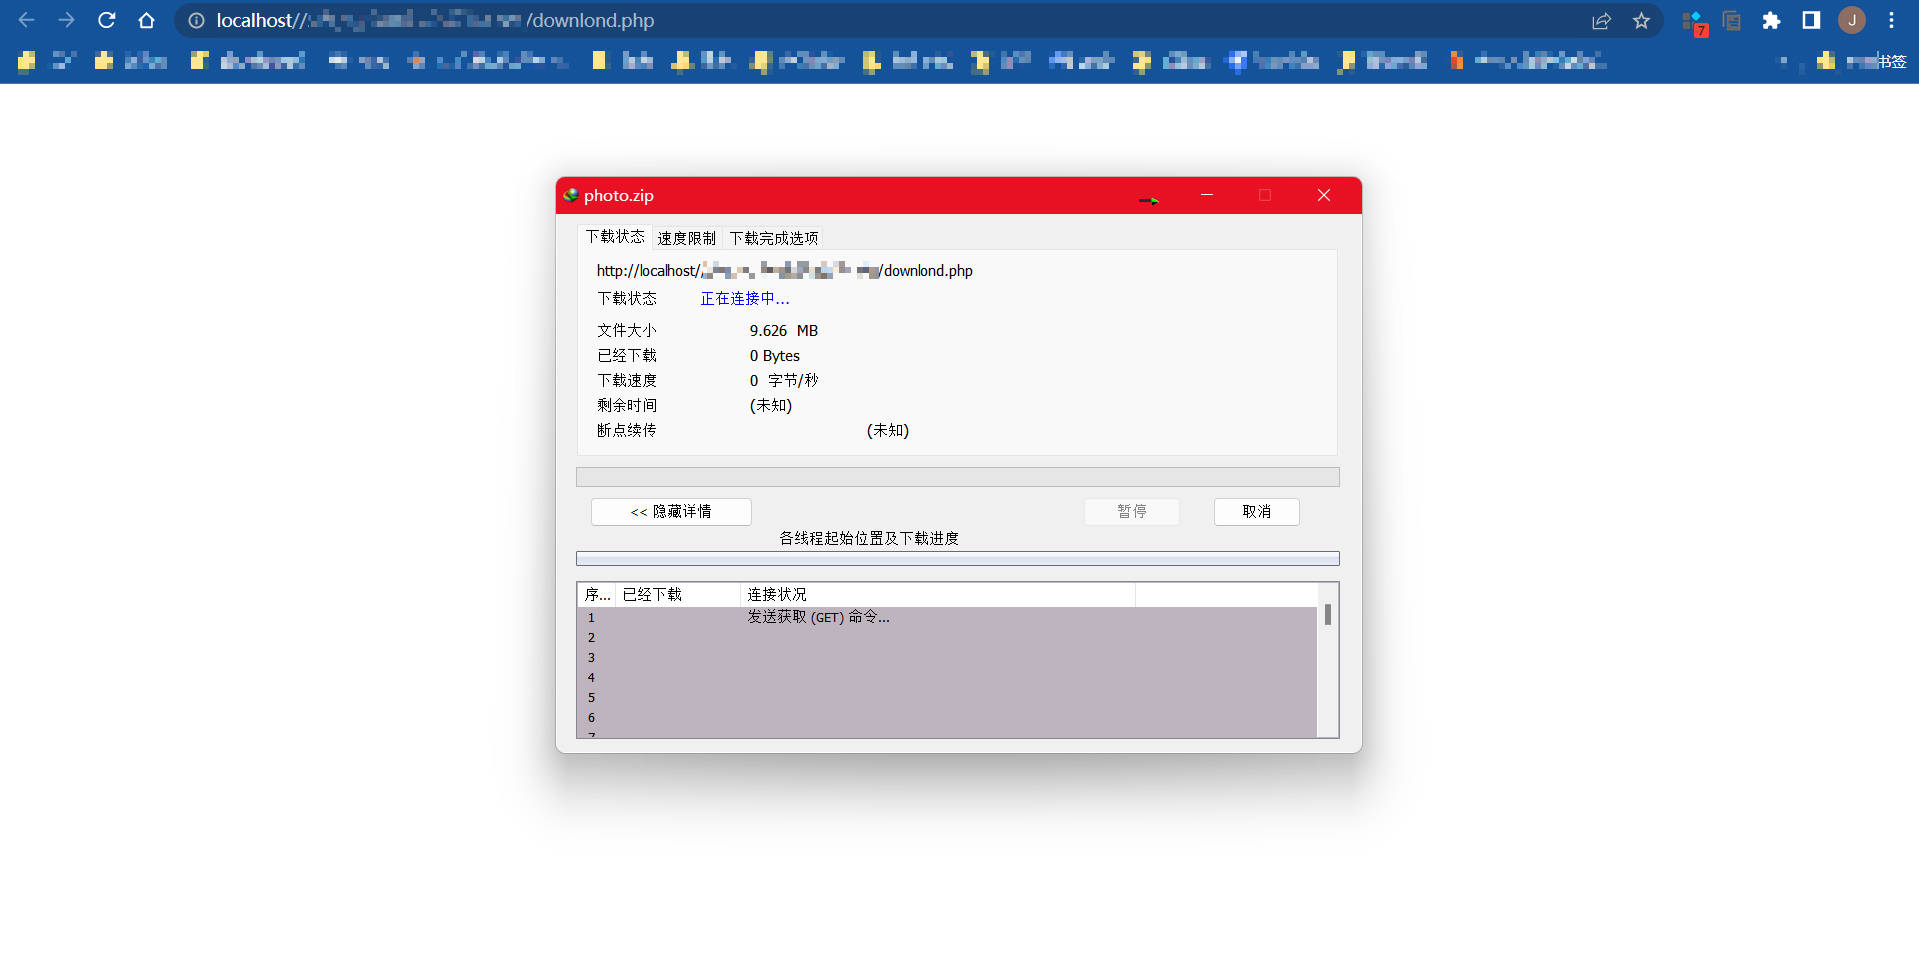 localhost// /downlond.php
7
J
书签
photo.zip
下载状态 速度限制 下载完成选项
http://localhost/ /downlond.php
下载状态 正在连接中...
文件大小 9.626 MB
已经下载 0 Bytes
下载速度 0 字节/秒
剩余时间 (未知)
断点续传 (未知)
<< 隐藏详情 暂停 取消
各线程起始位置及下载进度
序... 已经下载 连接状况
1 发送获取 (GET) 命令...
2
3
4
5
6
7